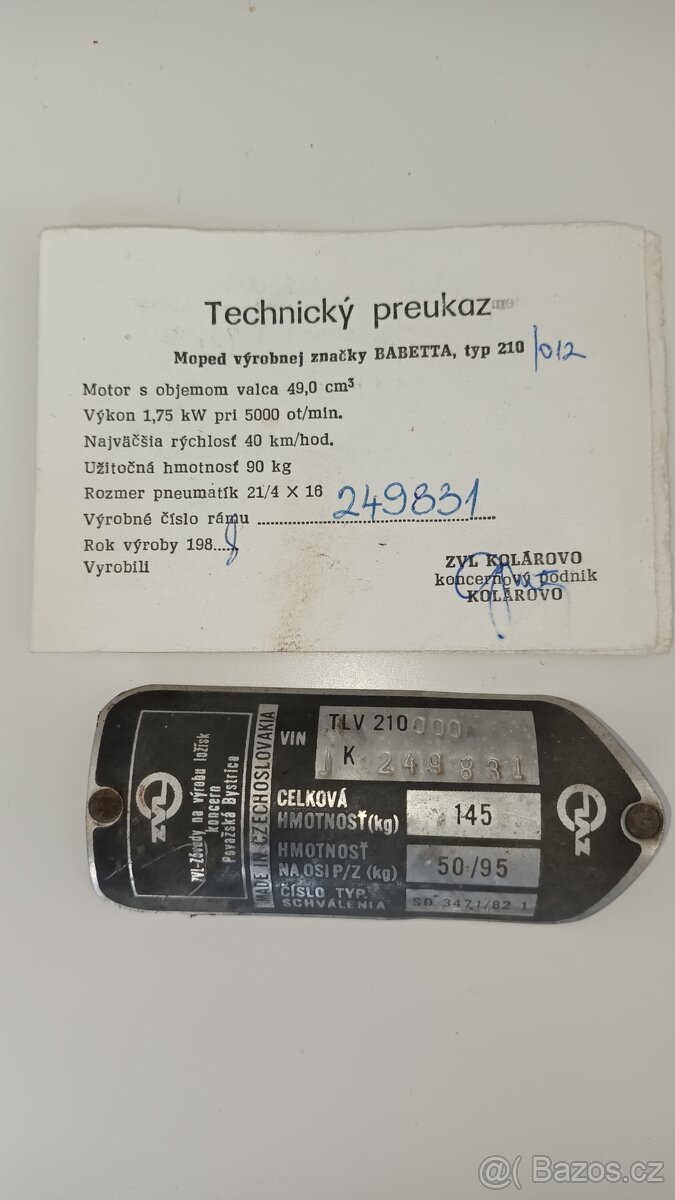 Technický preukaz
Moped výrobnej značky BABETTA, typ 210 /012
Motor s objemom valca 49,0 cm³
Výkon 1,75 kW pri 5000 ot/min.
Najväčšia rýchlosť 40 km/hod.
Užitočná hmotnosť 90 kg
Rozmer pneumatík 21/4 X 16
Výrobné číslo rámu 249831
Rok výroby 198 8
Vyrobili
ZVL KOLÁROVO
koncernový podnik
KOLÁROVO
ZVL
ZVL-Závody na výrobu ložísk
koncern
Považská Bystrica
MADE IN CZECHOSLOVAKIA
VIN TLV 210 000
K 249831
CELKOVÁ
HMOTNOSŤ (kg) 145
HMOTNOSŤ
NA OSI P/Z (kg) 50/95
ČÍSLO TYP.
SCHVÁLENIA SD 3471/82-1
ZVL
@( Bazos.cz